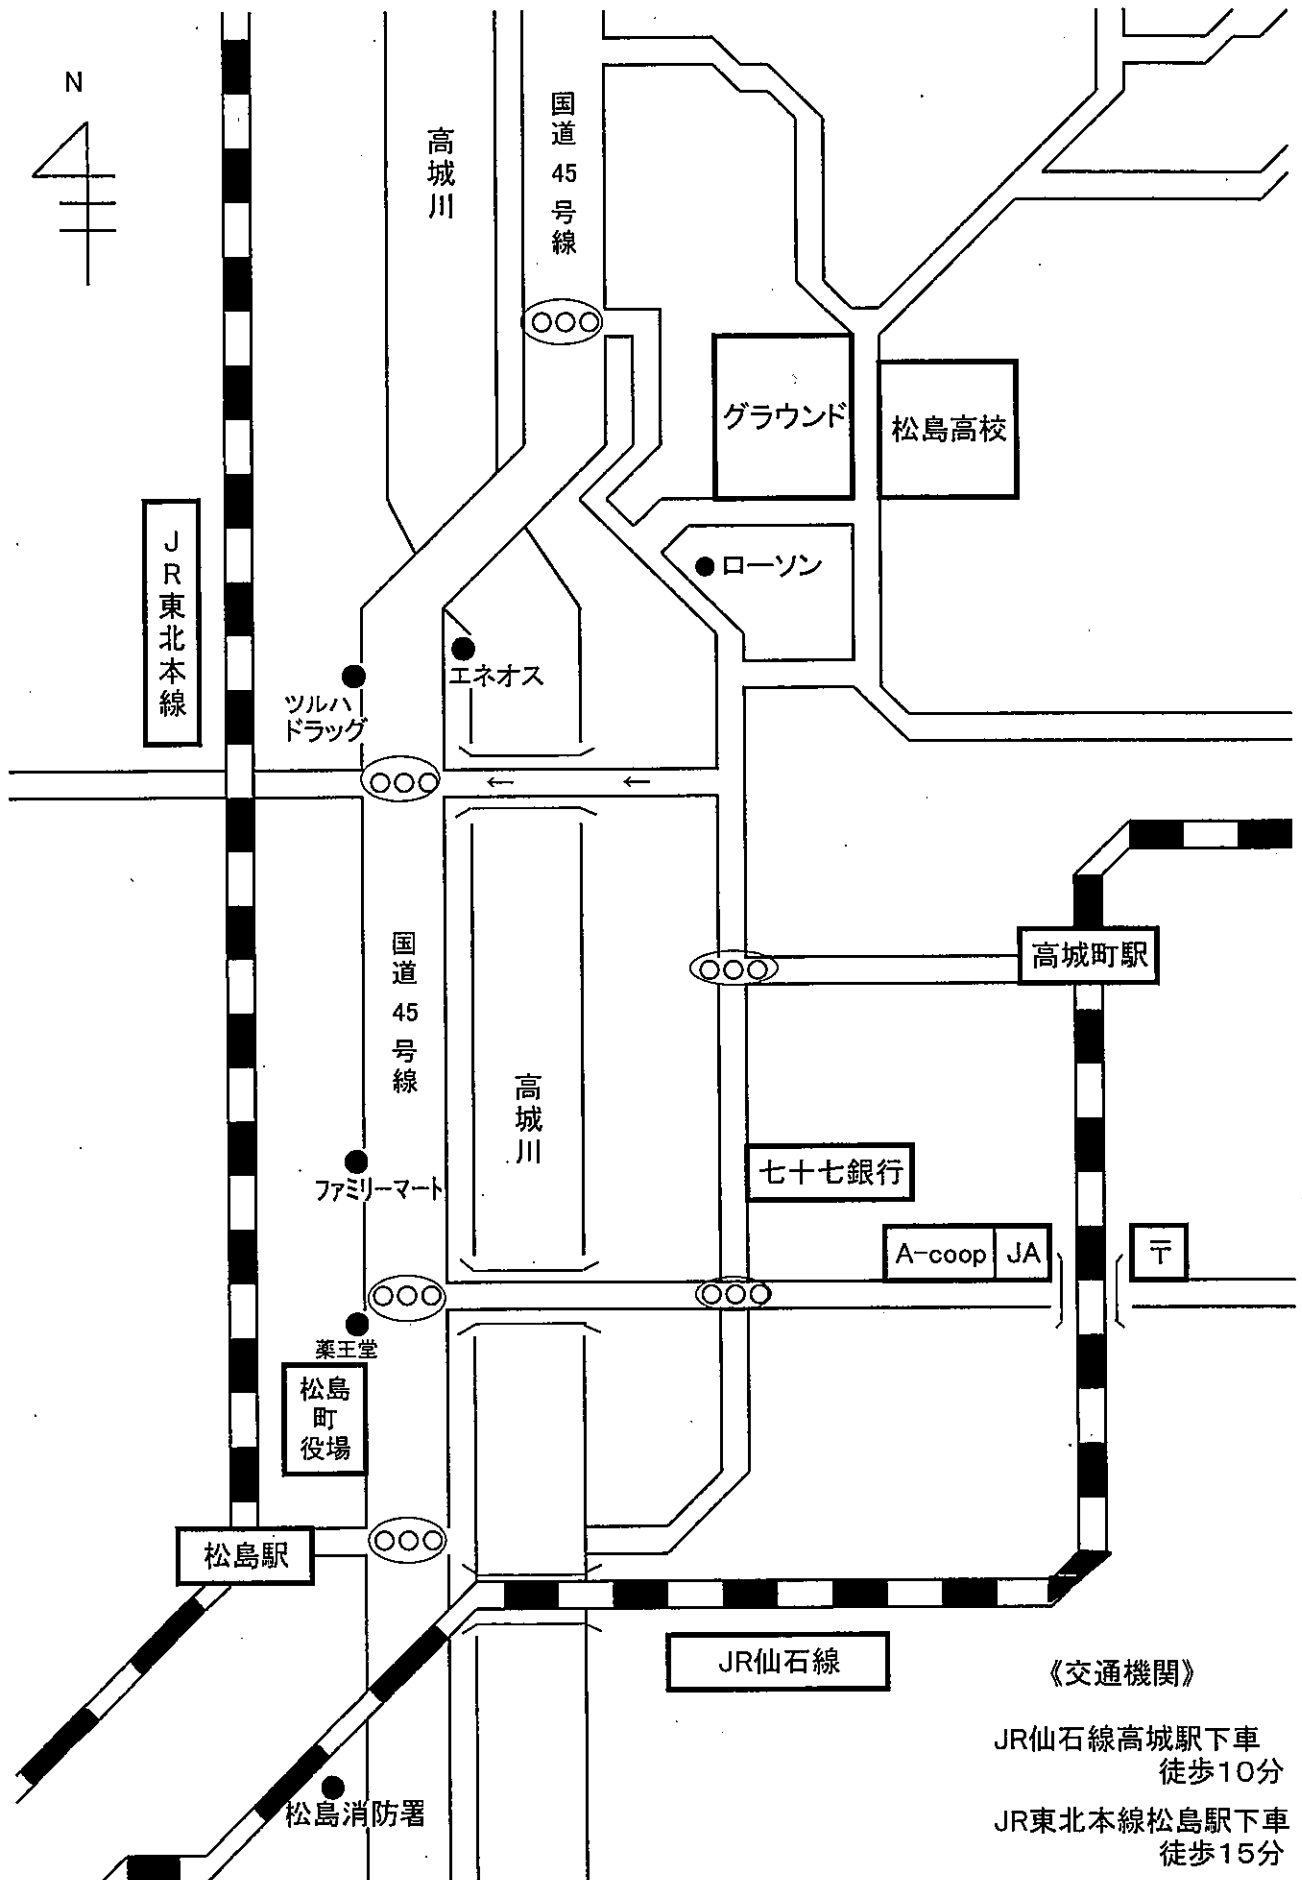 N
高城川
国道45号線
グラウンド
松島高校
JR東北本線
ローソン
エネオス
ツルハ
ドラッグ
← ←
国道45号線
高城町駅
高城川
七十七銀行
ファミリーマート
A-coop JA
〒
薬王堂
松島
町
役場
松島駅
JR仙石線
《交通機関》
JR仙石線高城駅下車
徒歩10分
松島消防署
JR東北本線松島駅下車
徒歩15分